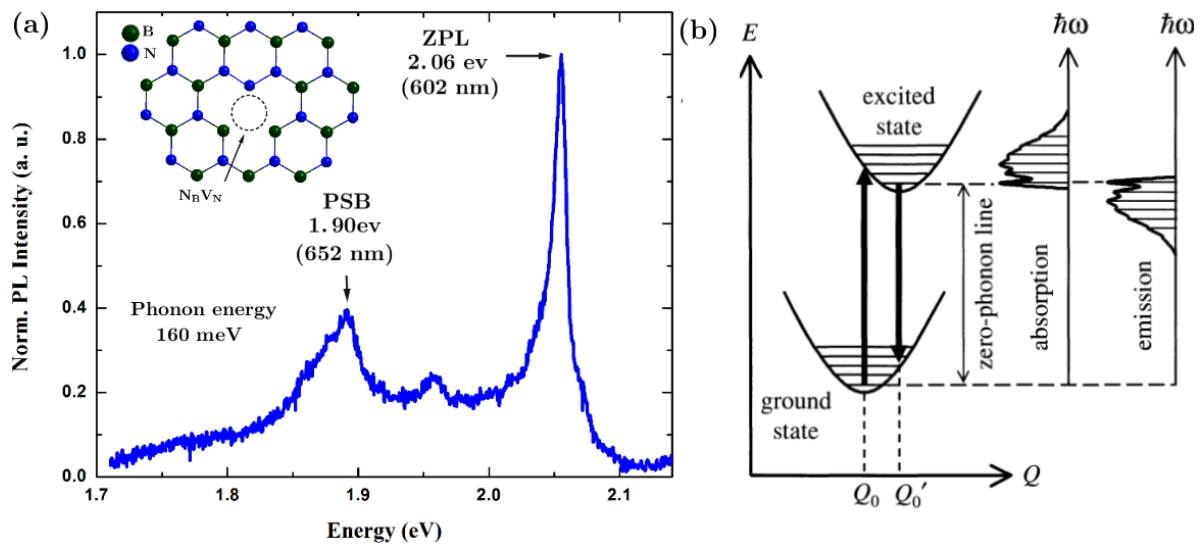 (a)
B
N
N_BV_N
ZPL
2.06 ev
(602 nm)
PSB
1.90ev
(652 nm)
Phonon energy
160 meV
Norm. PL Intensity (a. u.)
1.0
0.8
0.6
0.4
0.2
0.0
1.7
1.8
1.9
2.0
2.1
Energy (eV)
(b)
E
ħω
ħω
excited
state
zero-phonon line
absorption
emission
ground
state
Q
Q₀
Q₀′